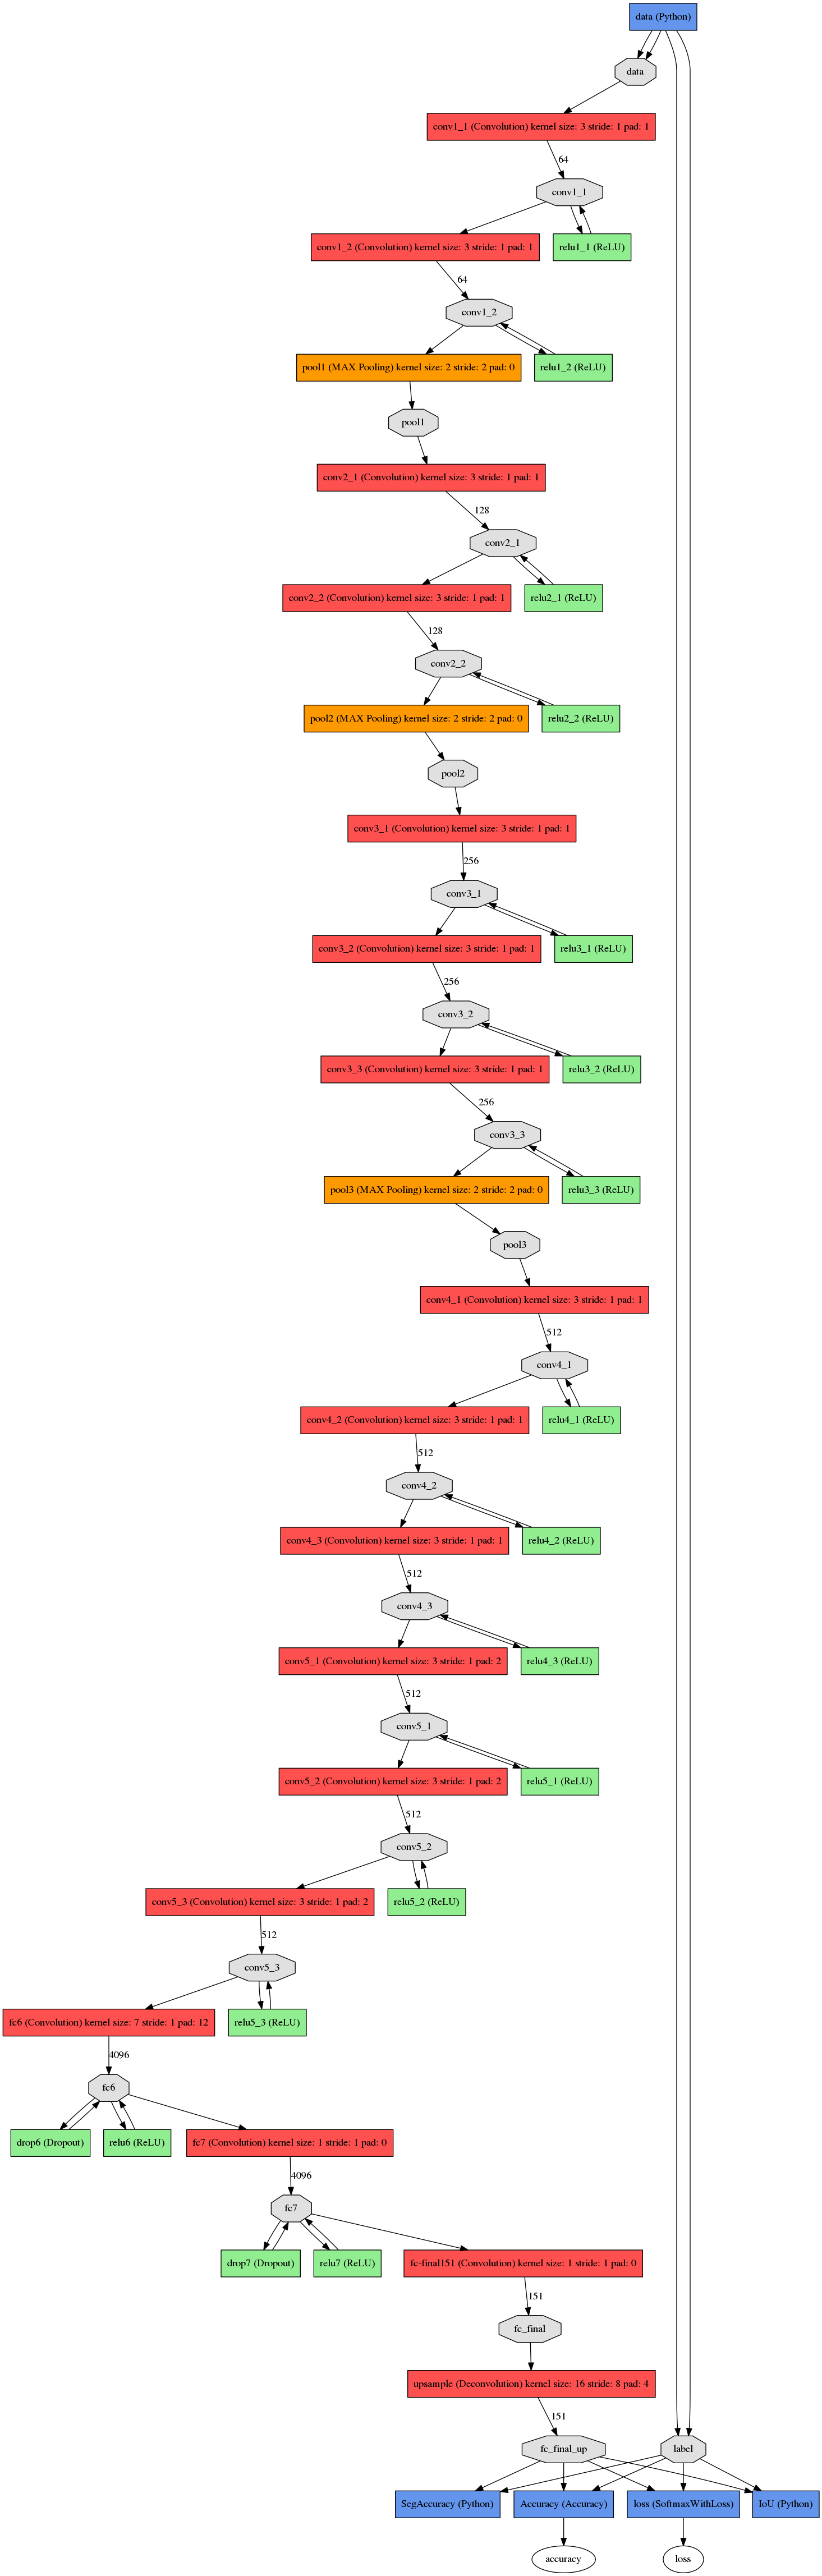 data (Python)
data
conv1_1 (Convolution) kernel size: 3 stride: 1 pad: 1
64
conv1_1
conv1_2 (Convolution) kernel size: 3 stride: 1 pad: 1
relu1_1 (ReLU)
64
conv1_2
pool1 (MAX Pooling) kernel size: 2 stride: 2 pad: 0
relu1_2 (ReLU)
pool1
conv2_1 (Convolution) kernel size: 3 stride: 1 pad: 1
128
conv2_1
conv2_2 (Convolution) kernel size: 3 stride: 1 pad: 1
relu2_1 (ReLU)
128
conv2_2
pool2 (MAX Pooling) kernel size: 2 stride: 2 pad: 0
relu2_2 (ReLU)
pool2
conv3_1 (Convolution) kernel size: 3 stride: 1 pad: 1
256
conv3_1
conv3_2 (Convolution) kernel size: 3 stride: 1 pad: 1
relu3_1 (ReLU)
256
conv3_2
conv3_3 (Convolution) kernel size: 3 stride: 1 pad: 1
relu3_2 (ReLU)
256
conv3_3
pool3 (MAX Pooling) kernel size: 2 stride: 2 pad: 0
relu3_3 (ReLU)
pool3
conv4_1 (Convolution) kernel size: 3 stride: 1 pad: 1
512
conv4_1
conv4_2 (Convolution) kernel size: 3 stride: 1 pad: 1
relu4_1 (ReLU)
512
conv4_2
conv4_3 (Convolution) kernel size: 3 stride: 1 pad: 1
relu4_2 (ReLU)
512
conv4_3
conv5_1 (Convolution) kernel size: 3 stride: 1 pad: 2
relu4_3 (ReLU)
512
conv5_1
conv5_2 (Convolution) kernel size: 3 stride: 1 pad: 2
relu5_1 (ReLU)
512
conv5_2
conv5_3 (Convolution) kernel size: 3 stride: 1 pad: 2
relu5_2 (ReLU)
512
conv5_3
fc6 (Convolution) kernel size: 7 stride: 1 pad: 12
relu5_3 (ReLU)
4096
fc6
drop6 (Dropout)
relu6 (ReLU)
fc7 (Convolution) kernel size: 1 stride: 1 pad: 0
4096
fc7
drop7 (Dropout)
relu7 (ReLU)
fc-final151 (Convolution) kernel size: 1 stride: 1 pad: 0
151
fc_final
upsample (Deconvolution) kernel size: 16 stride: 8 pad: 4
151
fc_final_up
label
SegAccuracy (Python)
Accuracy (Accuracy)
loss (SoftmaxWithLoss)
IoU (Python)
accuracy
loss